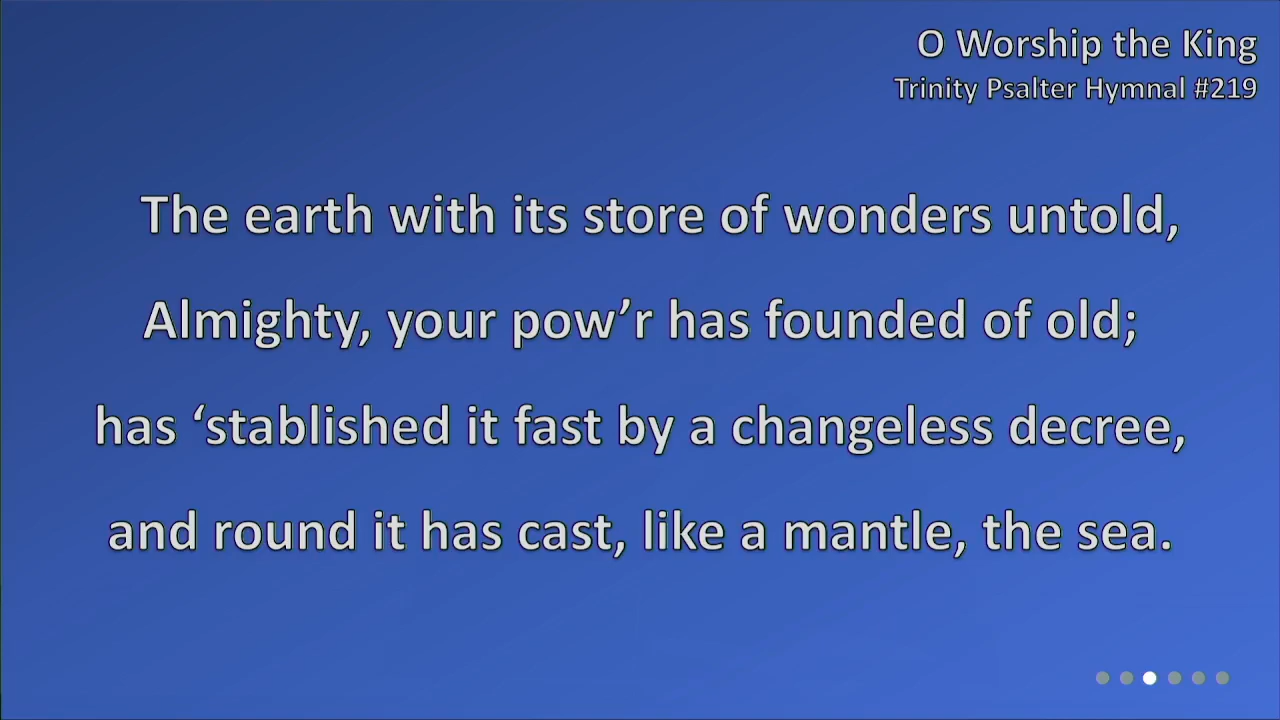 O Worship the King
Trinity Psalter Hymnal #219
The earth with its store of wonders untold,
Almighty, your pow’r has founded of old;
has ‘stablished it fast by a changeless decree,
and round it has cast, like a mantle, the sea.